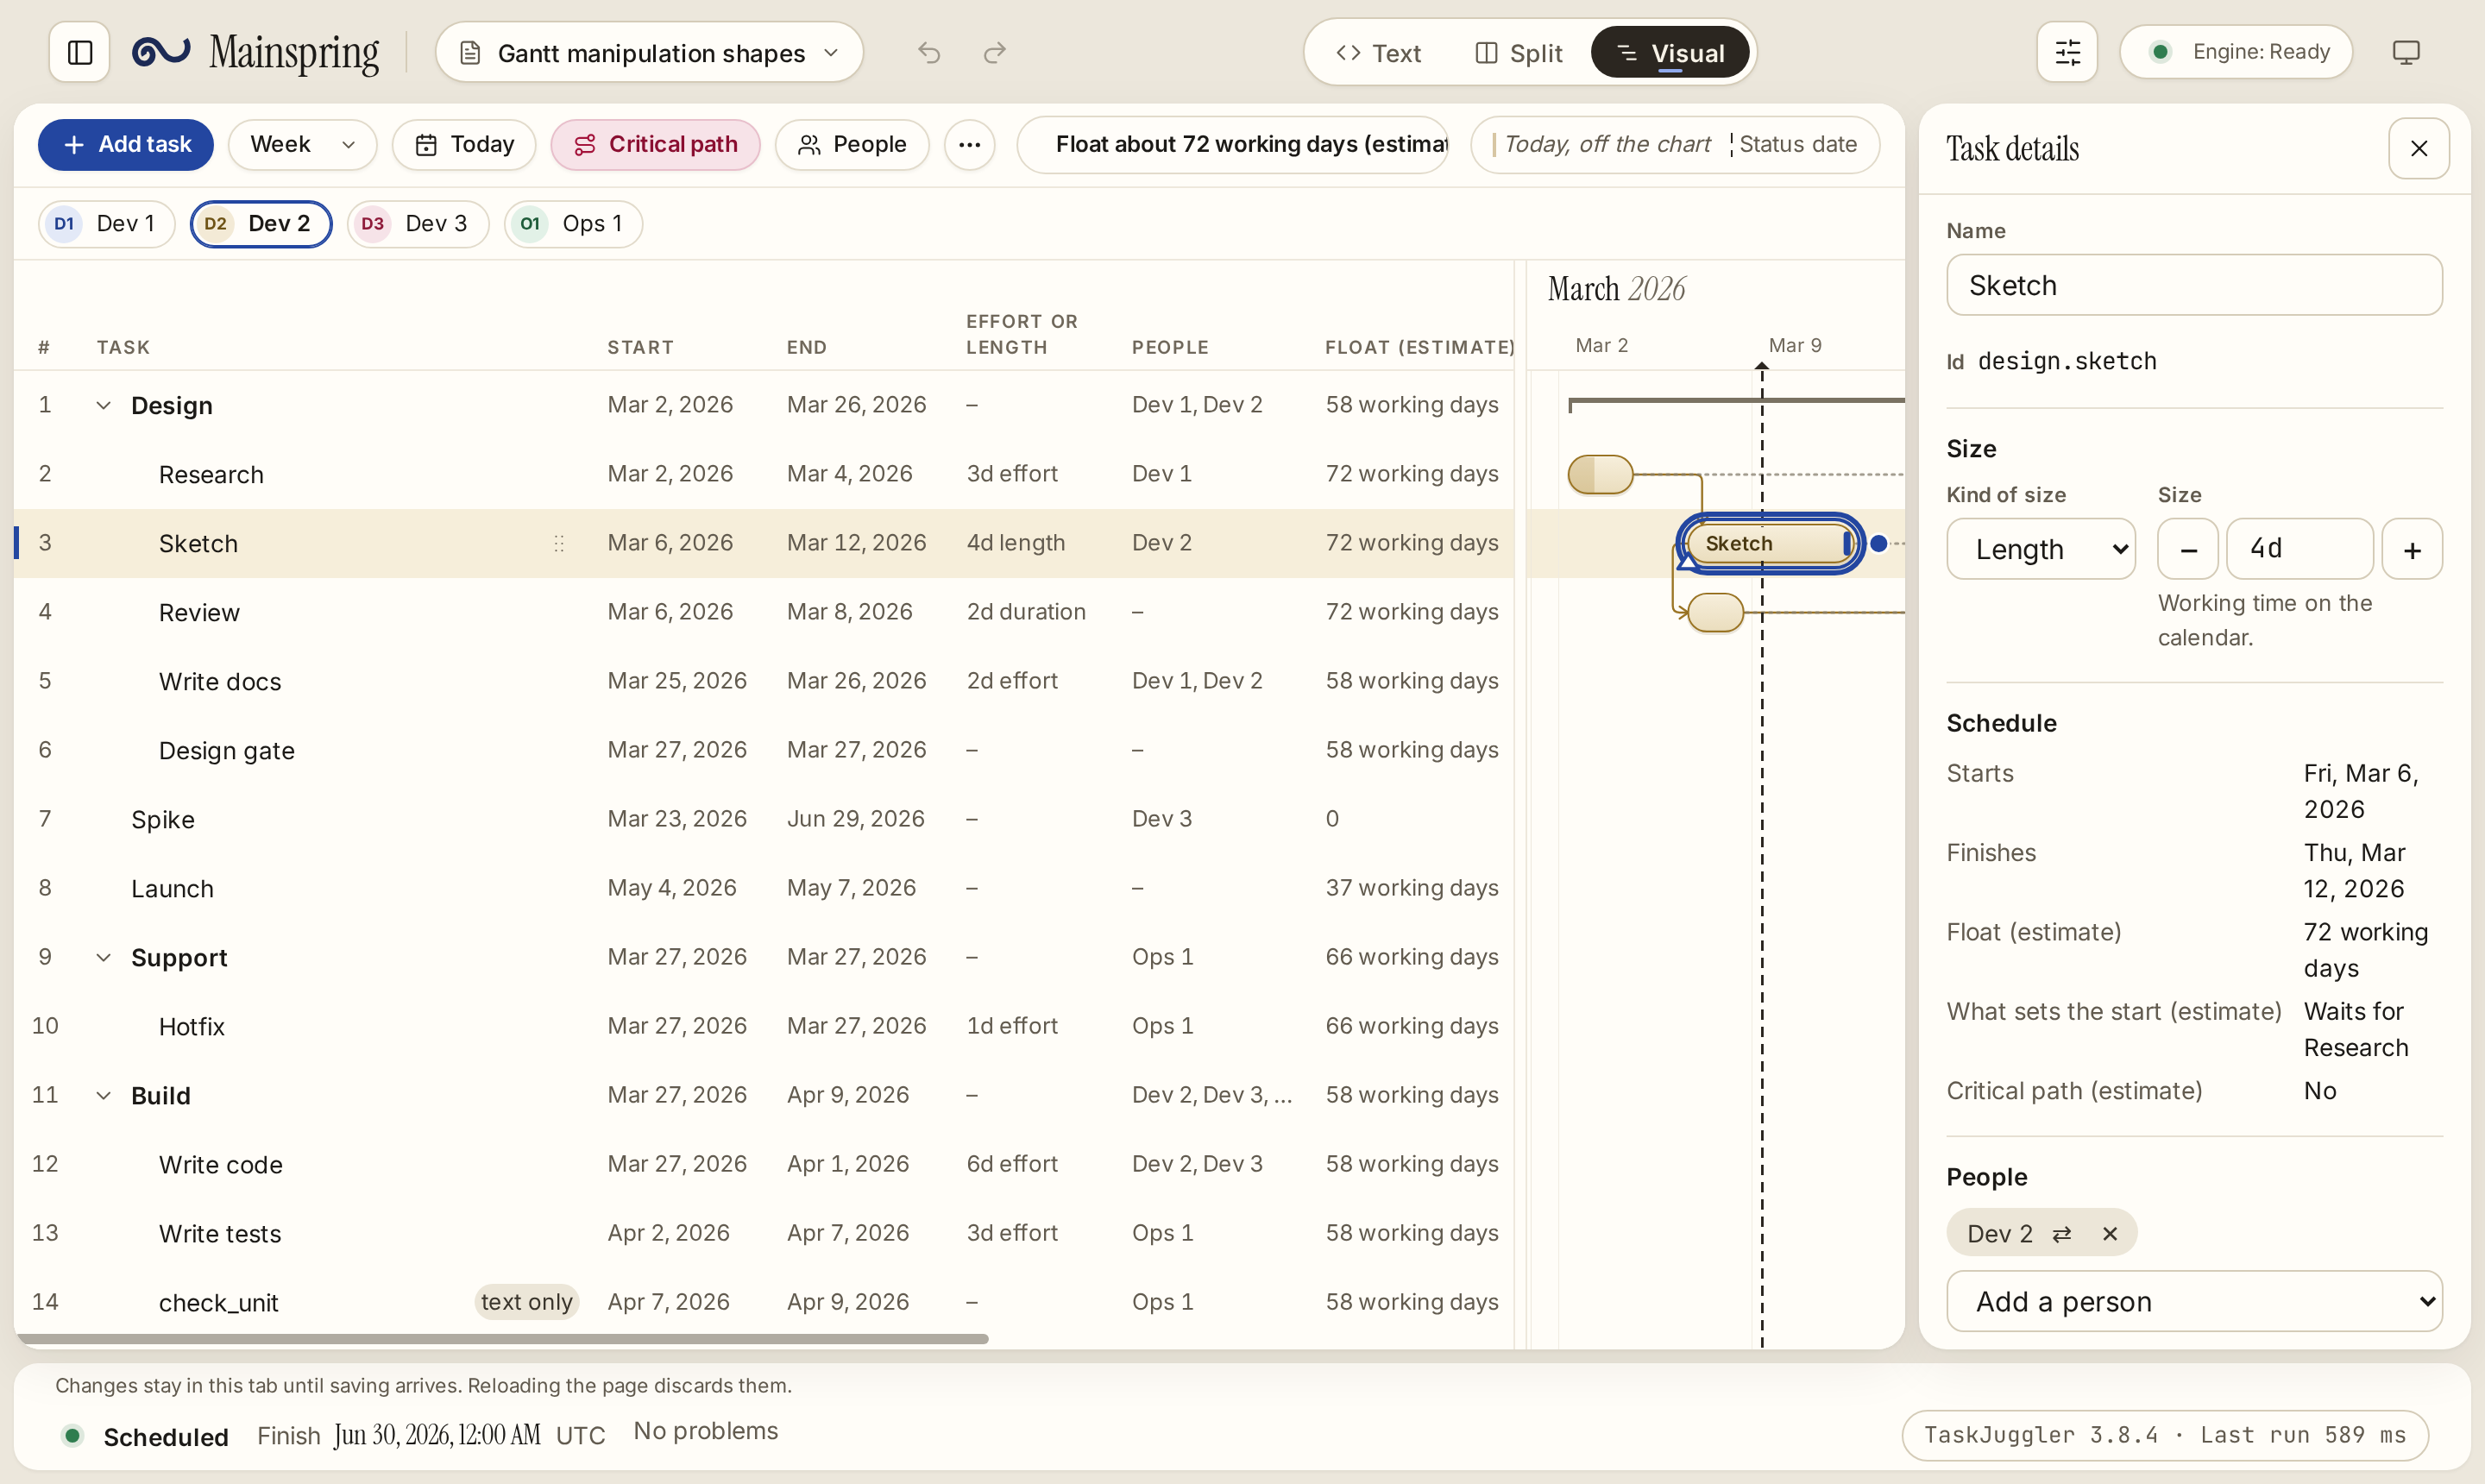 Mainspring
Gantt manipulation shapes
Text
Split
Visual
Engine: Ready
Add task
Week
Today
Critical path
People
Float about 72 working days (estimat
Today, off the chart
Status date
D1 Dev 1
D2 Dev 2
D3 Dev 3
O1 Ops 1
March 2026
# TASK START END EFFORT OR LENGTH PEOPLE FLOAT (ESTIMATE)
Mar 2 Mar 9
1 Design Mar 2, 2026 Mar 26, 2026 – Dev 1, Dev 2 58 working days
2 Research Mar 2, 2026 Mar 4, 2026 3d effort Dev 1 72 working days
3 Sketch Mar 6, 2026 Mar 12, 2026 4d length Dev 2 72 working days
Sketch
4 Review Mar 6, 2026 Mar 8, 2026 2d duration – 72 working days
5 Write docs Mar 25, 2026 Mar 26, 2026 2d effort Dev 1, Dev 2 58 working days
6 Design gate Mar 27, 2026 Mar 27, 2026 – – 58 working days
7 Spike Mar 23, 2026 Jun 29, 2026 – Dev 3 0
8 Launch May 4, 2026 May 7, 2026 – – 37 working days
9 Support Mar 27, 2026 Mar 27, 2026 – Ops 1 66 working days
10 Hotfix Mar 27, 2026 Mar 27, 2026 1d effort Ops 1 66 working days
11 Build Mar 27, 2026 Apr 9, 2026 – Dev 2, Dev 3, ... 58 working days
12 Write code Mar 27, 2026 Apr 1, 2026 6d effort Dev 2, Dev 3 58 working days
13 Write tests Apr 2, 2026 Apr 7, 2026 3d effort Ops 1 58 working days
14 check_unit text only Apr 7, 2026 Apr 9, 2026 – Ops 1 58 working days
Task details
Name
Sketch
Id design.sketch
Size
Kind of size Size
Length − 4d +
Working time on the
calendar.
Schedule
Starts Fri, Mar 6,
2026
Finishes Thu, Mar
12, 2026
Float (estimate) 72 working
days
What sets the start (estimate) Waits for
Research
Critical path (estimate) No
People
Dev 2
Add a person
Changes stay in this tab until saving arrives. Reloading the page discards them.
Scheduled Finish Jun 30, 2026, 12:00 AM UTC No problems
TaskJuggler 3.8.4 · Last run 589 ms